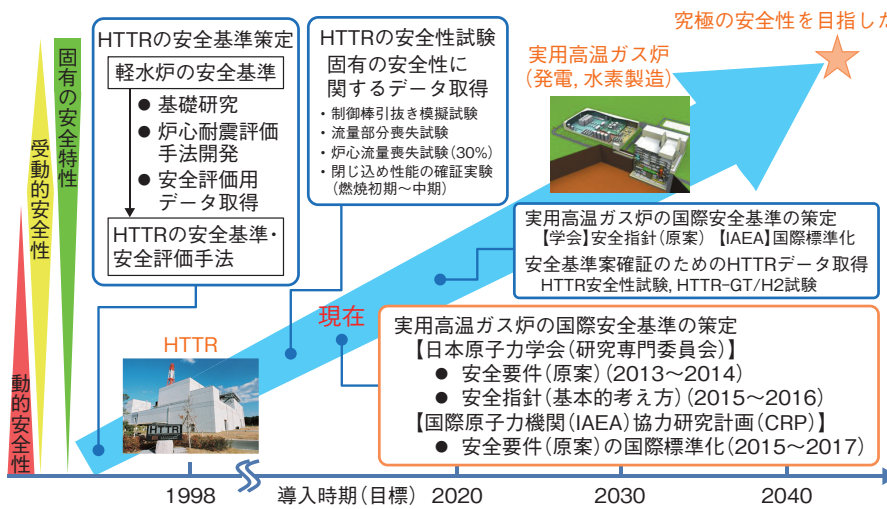 究極の安全性を目指した
HTTRの安全基準策定
軽水炉の安全基準
● 基礎研究
● 炉心耐震評価
手法開発
● 安全評価用
データ取得
HTTRの安全基準・
安全評価手法
HTTRの安全性試験
固有の安全性に
関するデータ取得
・制御棒引抜き模擬試験
・流量部分喪失試験
・炉心流量喪失試験(30%)
・閉じ込め性能の確証実験
(燃焼初期～中期)
実用高温ガス炉
(発電, 水素製造)
固有の安全特性
受動的安全性
動的安全性
実用高温ガス炉の国際安全基準の策定
【学会】安全指針(原案) 【IAEA】国際標準化
安全基準案確証のためのHTTRデータ取得
HTTR安全性試験, HTTR-GT/H2試験
現在
HTTR
実用高温ガス炉の国際安全基準の策定
【日本原子力学会(研究専門委員会)】
● 安全要件(原案)(2013～2014)
● 安全指針(基本的考え方)(2015～2016)
【国際原子力機関(IAEA)協力研究計画(CRP)】
● 安全要件(原案)の国際標準化(2015～2017)
1998 導入時期(目標) 2020 2030 2040